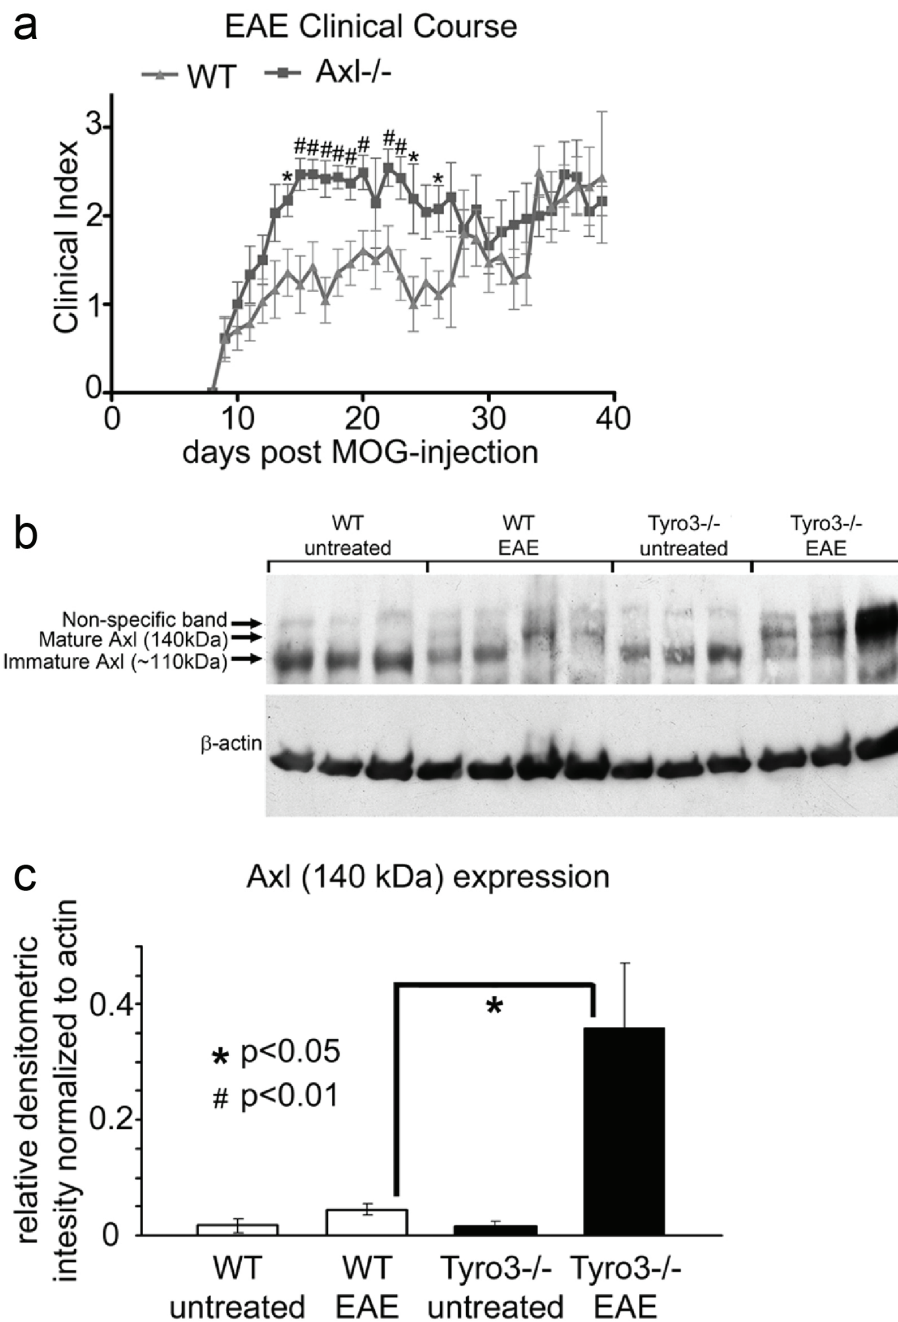 a
EAE Clinical Course
WT Axl-/-
Clinical Index
3
2
1
0
# # # # # # # #
* * *
0 10 20 30 40
days post MOG-injection
b
WT untreated
WT EAE
Tyro3-/- untreated
Tyro3-/- EAE
Non-specific band
Mature Axl (140kDa)
Immature Axl (~110kDa)
β-actin
c
Axl (140 kDa) expression
relative densitometric
intesity normalized to actin
0.4
0.2
0
*
* p<0.05
# p<0.01
WT untreated
WT EAE
Tyro3-/- untreated
Tyro3-/- EAE